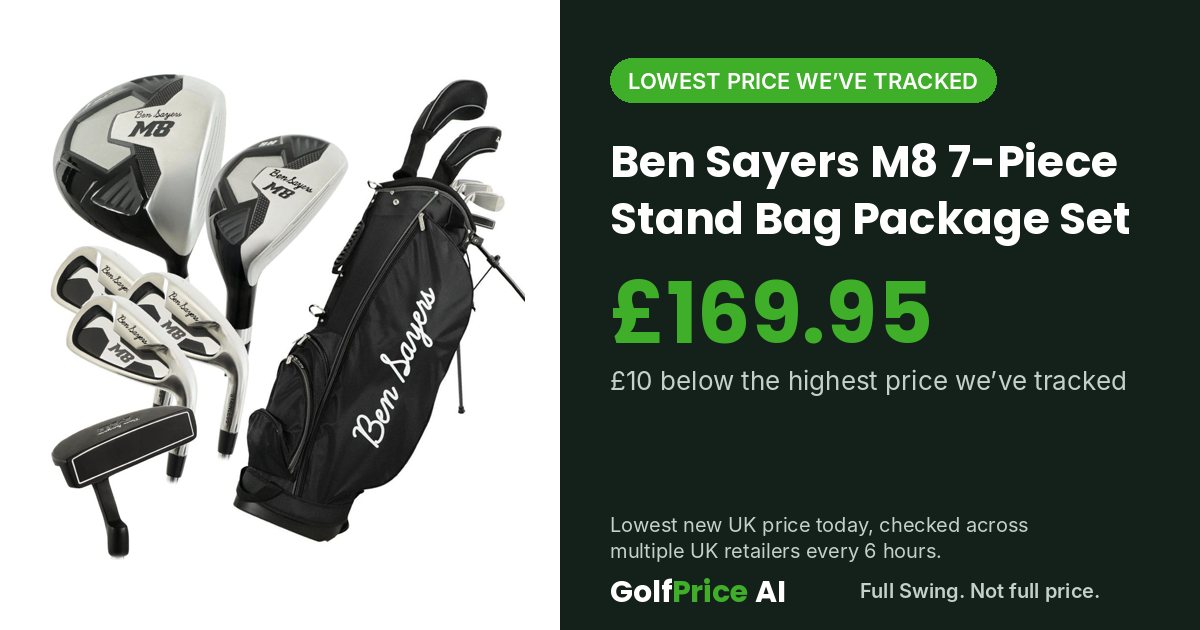 LOWEST PRICE WE’VE TRACKED
Ben Sayers M8 7-Piece
Stand Bag Package Set
£169.95
£10 below the highest price we’ve tracked
Lowest new UK price today, checked across
multiple UK retailers every 6 hours.
GolfPrice AI
Full Swing. Not full price.
Ben Sayers
M8
Ben Sayers
M8
Ben Sayers
Ben Sayers
M8
Ben Sayers
M8
Ben Sayers